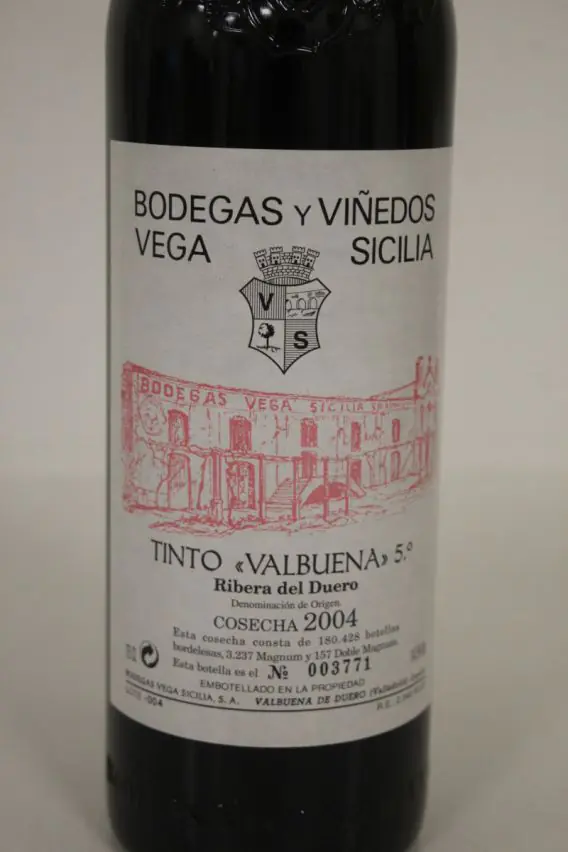 BODEGAS Y VIÑEDOS
VEGA SICILIA
V
S
BODEGAS VEGA SICILIA
TINTO «VALBUENA» 5.º
Ribera del Duero
Denominación de Origen
COSECHA 2004
Esta cosecha consta de 180.428 botellas
bordelesas, 3.237 Magnum y 157 Doble Magnum.
Esta botella es el Nº 003771
EMBOTELLADO EN LA PROPIEDAD
BODEGAS VEGA SICILIA, S. A. VALBUENA DE DUERO (Valladolid)